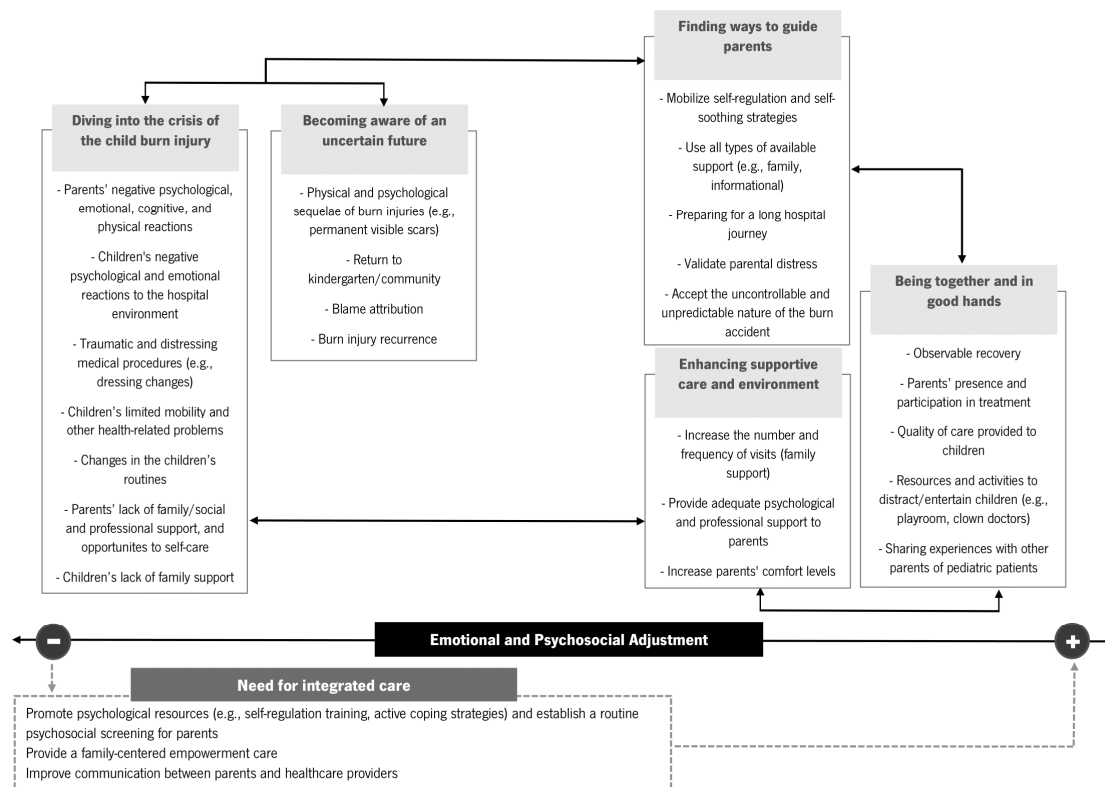 Finding ways to guide
parents
- Mobilize self-regulation and self-
soothing strategies
- Use all types of available
support (e.g., family,
informational)
- Preparing for a long hospital
journey
- Validate parental distress
- Accept the uncontrollable and
unpredictable nature of the burn
accident
Diving into the crisis of
the child burn injury
- Parents' negative psychological,
emotional, cognitive, and
physical reactions
- Children's negative
psychological and emotional
reactions to the hospital
environment
- Traumatic and distressing
medical procedures (e.g.,
dressing changes)
- Children's limited mobility and
other health-related problems
- Changes in the children's
routines
- Parents' lack of family/social
and professional support, and
opportunites to self-care
- Children's lack of family support
Becoming aware of an
uncertain future
- Physical and psychological
sequelae of burn injuries (e.g.,
permanent visible scars)
- Return to
kindergarten/community
- Blame attribution
- Burn injury recurrence
Enhancing supportive
care and environment
- Increase the number and
frequency of visits (family
support)
- Provide adequate psychological
and professional support to
parents
- Increase parents' comfort levels
Being together and in
good hands
- Observable recovery
- Parents' presence and
participation in treatment
- Quality of care provided to
children
- Resources and activities to
distract/entertain children (e.g.,
playroom, clown doctors)
- Sharing experiences with other
parents of pediatric patients
-
Emotional and Psychosocial Adjustment
+
Need for integrated care
Promote psychological resources (e.g., self-regulation training, active coping strategies) and establish a routine
psychosocial screening for parents
Provide a family-centered empowerment care
Improve communication between parents and healthcare providers